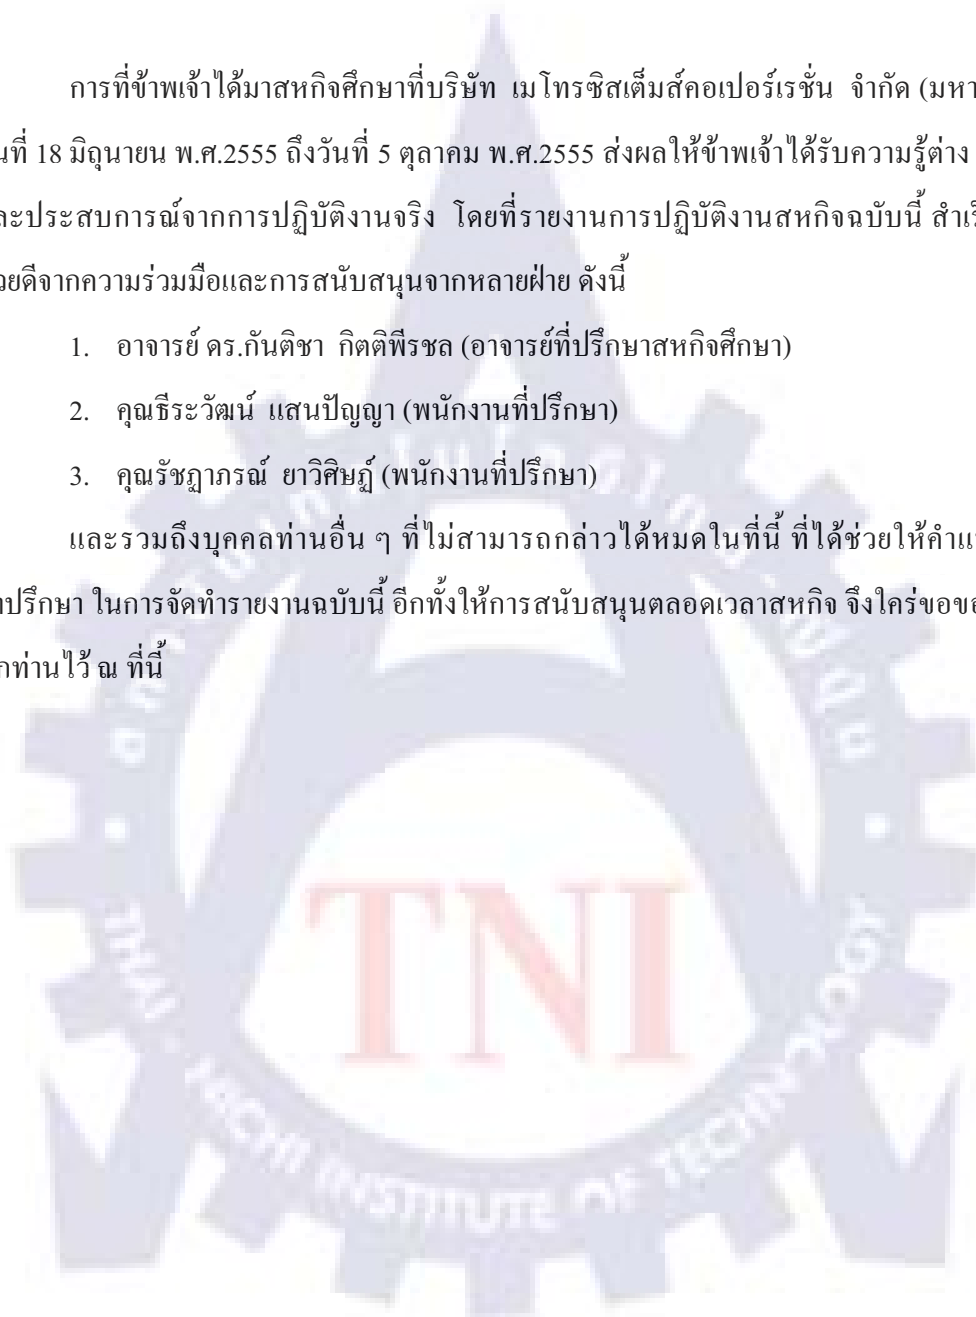 การที่ข้าพเจ้าได้มาสหกิจศึกษาที่บริษัท เมโทรซิสเต็มส์คอเปอร์เรชั่น จำกัด (มหา
นที่ 18 มิถุนายน พ.ศ.2555 ถึงวันที่ 5 ตุลาคม พ.ศ.2555 ส่งผลให้ข้าพเจ้าได้รับความรู้ต่าง
ละประสบการณ์จากการปฏิบัติงานจริง โดยที่รายงานการปฏิบัติงานสหกิจฉบับนี้ สำเร
วยดีจากความร่วมมือและการสนับสนุนจากหลายฝ่าย ดังนี้
1. อาจารย์ ดร.กันติชา กิตติพีรชล (อาจารย์ที่ปรึกษาสหกิจศึกษา)
2. คุณธีระวัฒน์ แสนปัญญา (พนักงานที่ปรึกษา)
3. คุณรัชฎาภรณ์ ยาวิศิษฏ์ (พนักงานที่ปรึกษา)
และรวมถึงบุคคลท่านอื่น ๆ ที่ไม่สามารถกล่าวได้หมดในที่นี้ ที่ได้ช่วยให้คำแ
าปรึกษา ในการจัดทำรายงานฉบับนี้ อีกทั้งให้การสนับสนุนตลอดเวลาสหกิจ จึงใคร่ขอข
กท่านไว้ ณ ที่นี้
TNI
THAI - NICHI INSTITUTE OF TECHNOLOGY